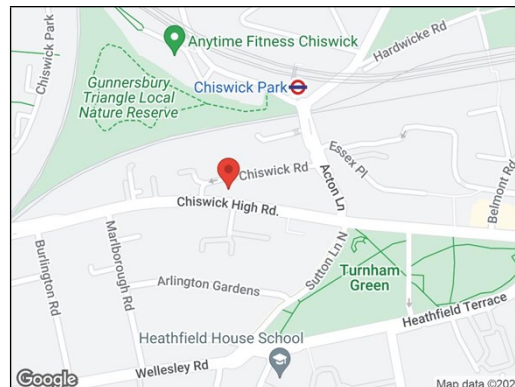 Hardwicke Rd
Anytime Fitness Chiswick
Chiswick Park
Chiswick Park
Gunnersbury
Triangle Local
Nature Reserve
Essex Pl
Chiswick Rd
Acton Ln
Belmont Rd
Chiswick High Rd.
Marlborough Rd
Burlington Rd
Sutton Ln N
Turnham
Green
Arlington Gardens
Heathfield Terrace
Heathfield House School
Wellesley Rd
Google
Map data ©202